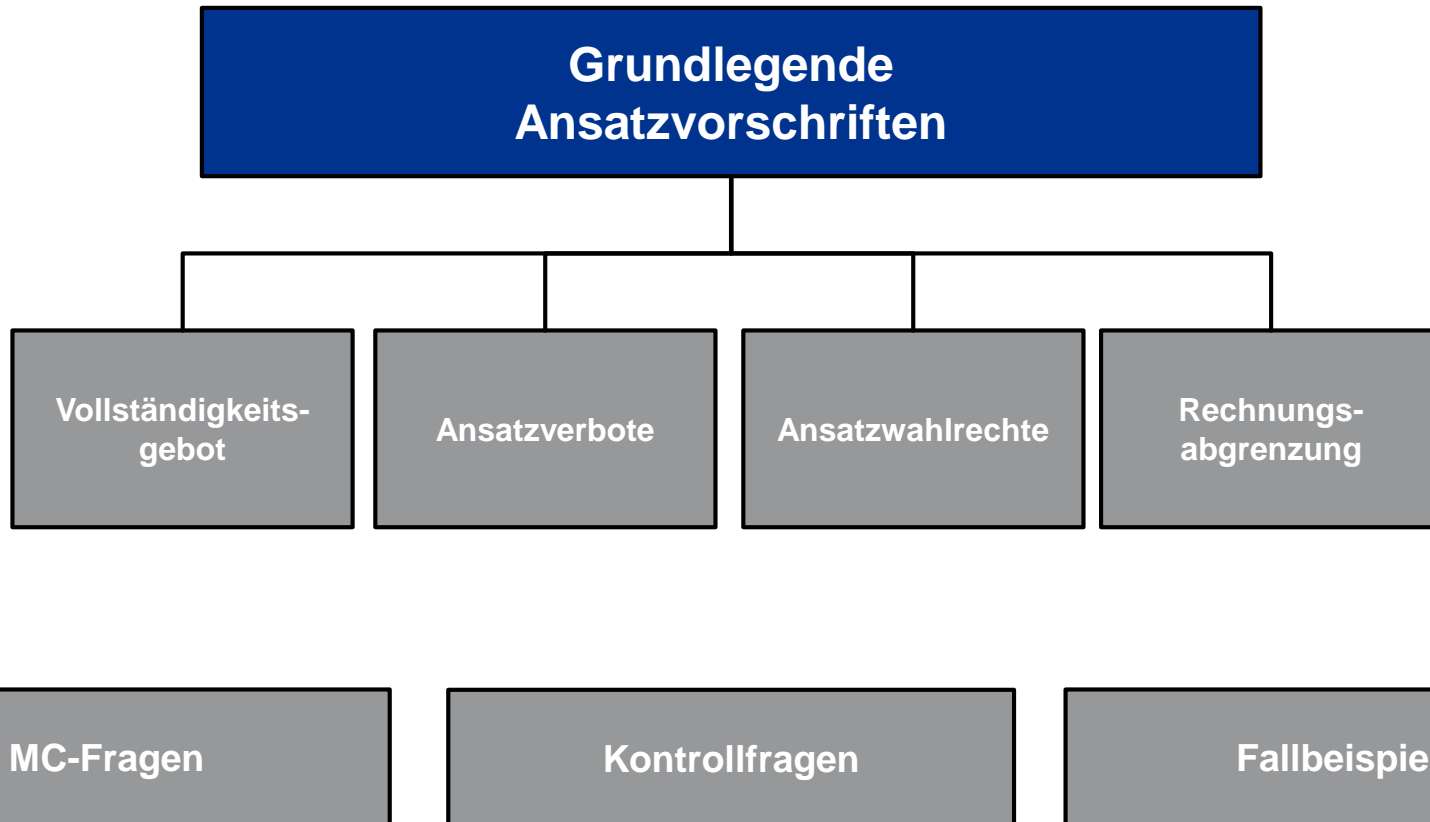 Grundlegende
Ansatzvorschriften
Vollständigkeits-
gebot
Ansatzverbote
Ansatzwahlrechte
Rechnungs-
abgrenzung
MC-Fragen
Kontrollfragen
Fallbeispie